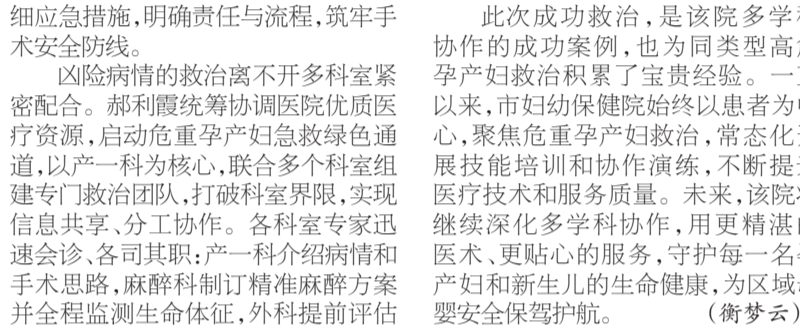 细应急措施，明确责任与流程，筑牢手
术安全防线。
凶险病情的救治离不开多科室紧
密配合。郝利霞统筹协调医院优质医
疗资源，启动危重孕产妇急救绿色通
道，以产一科为核心，联合多个科室组
建专门救治团队，打破科室界限，实现
信息共享、分工协作。各科室专家迅
速会诊、各司其职：产一科介绍病情和
手术思路，麻醉科制订精准麻醉方案
并全程监测生命体征，外科提前评估
此次成功救治，是该院多学
协作的成功案例，也为同类型高
孕产妇救治积累了宝贵经验。一
以来，市妇幼保健院始终以患者为
心，聚焦危重孕产妇救治，常态化
展技能培训和协作演练，不断提
医疗技术和服务质量。未来，该院
继续深化多学科协作，用更精湛
医术、更贴心的服务，守护每一名
产妇和新生儿的生命健康，为区域
婴安全保驾护航。 （衡梦云）